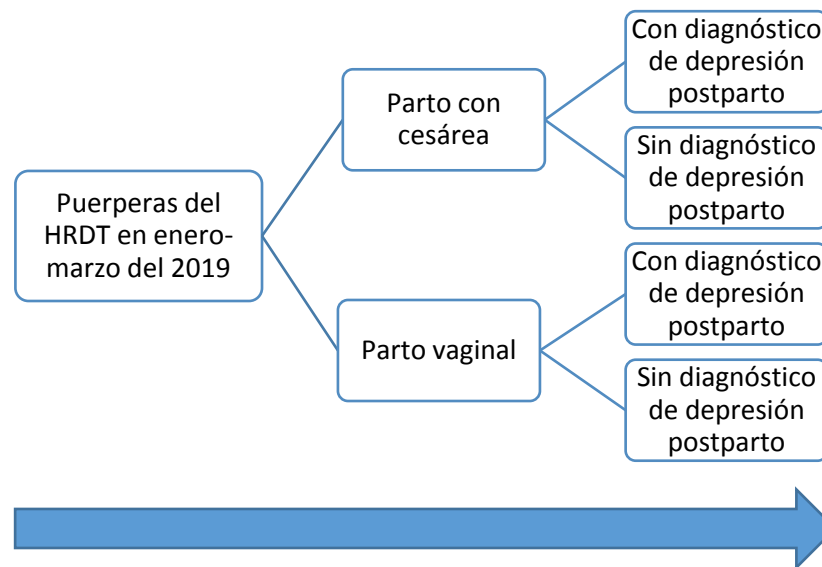 Puerperas del
HRDT en enero-
marzo del 2019
Parto con
cesárea
Con diagnóstico
de depresión
postparto
Sin diagnóstico
de depresión
postparto
Parto vaginal
Con diagnóstico
de depresión
postparto
Sin diagnóstico
de depresión
postparto